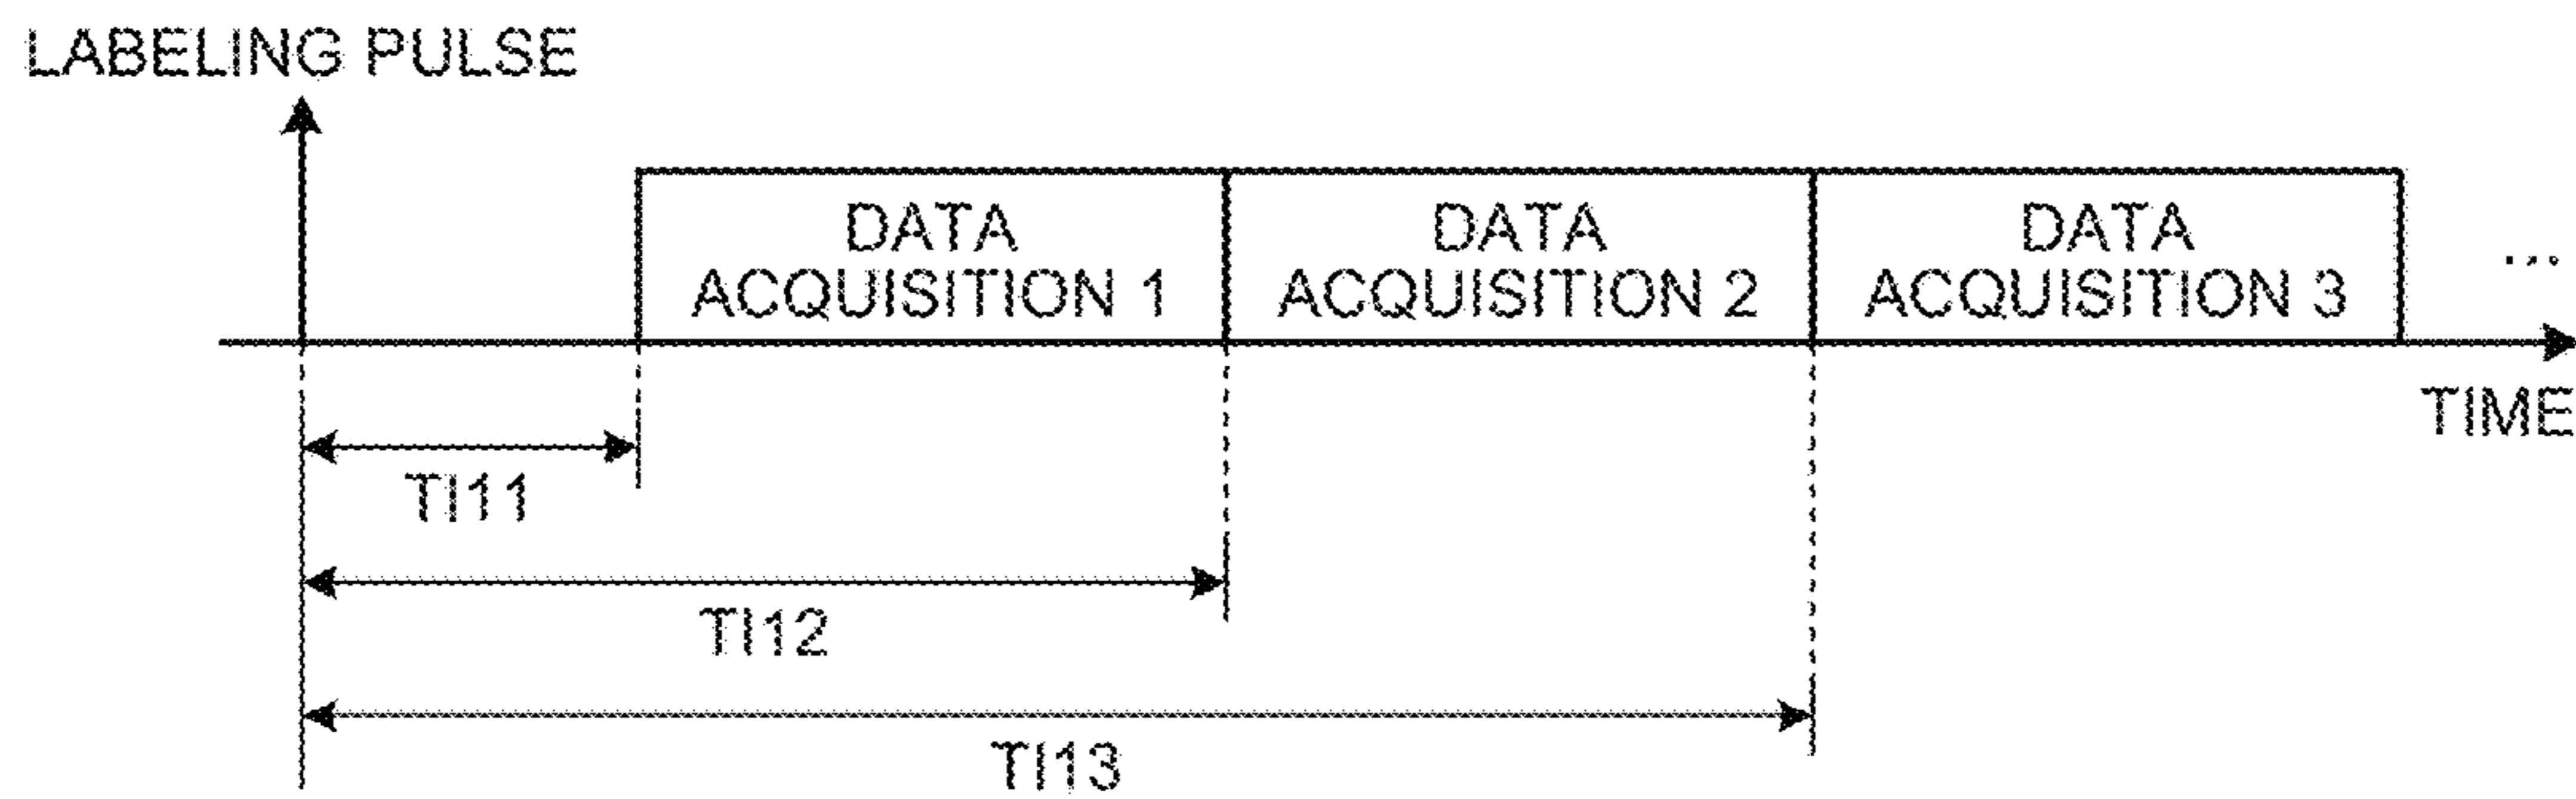 LABELING PULSE
DATA
ACQUISITION 1
DATA
ACQUISITION 2
DATA
ACQUISITION 3
...
TIME
TI11
TI12
TI13